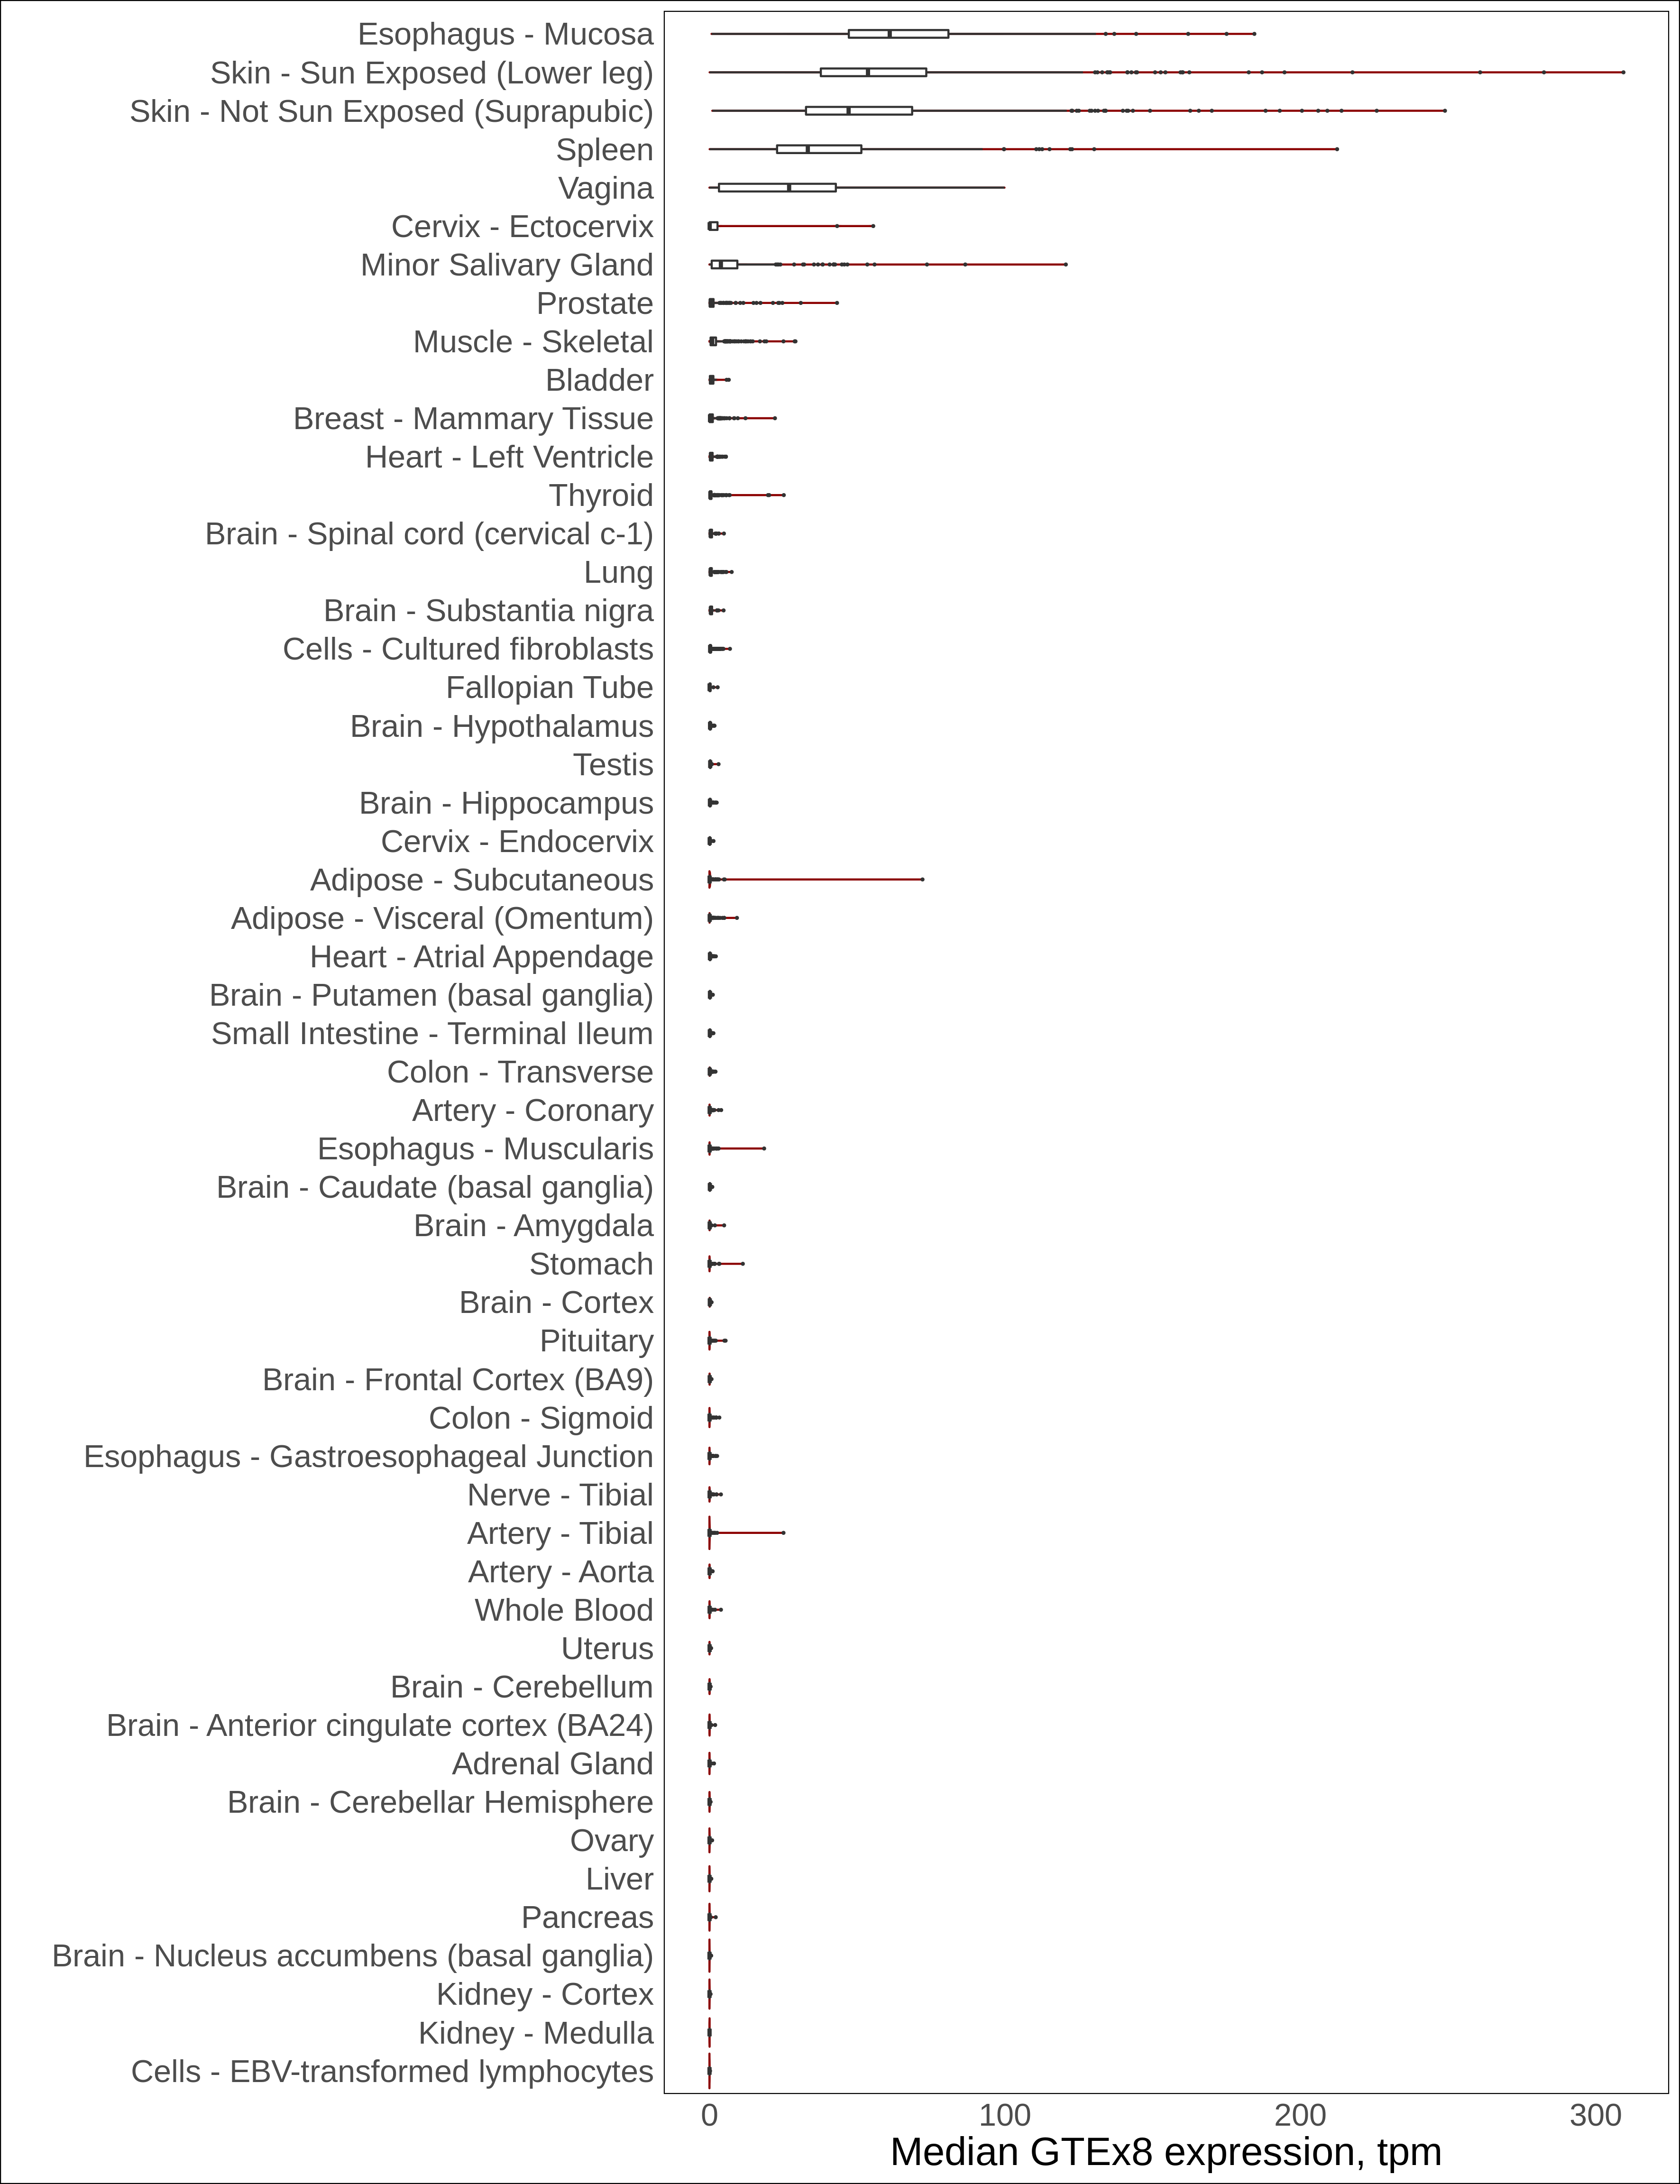 Esophagus - Mucosa
Skin - Sun Exposed (Lower leg)
Skin - Not Sun Exposed (Suprapubic)
Spleen
Vagina
Cervix - Ectocervix
Minor Salivary Gland
Prostate
Muscle - Skeletal
Bladder
Breast - Mammary Tissue
Heart - Left Ventricle
Thyroid
Brain - Spinal cord (cervical c-1)
Lung
Brain - Substantia nigra
Cells - Cultured fibroblasts
Fallopian Tube
Brain - Hypothalamus
Testis
Brain - Hippocampus
Cervix - Endocervix
Adipose - Subcutaneous
Adipose - Visceral (Omentum)
Heart - Atrial Appendage
Brain - Putamen (basal ganglia)
Small Intestine - Terminal Ileum
Colon - Transverse
Artery - Coronary
Esophagus - Muscularis
Brain - Caudate (basal ganglia)
Brain - Amygdala
Stomach
Brain - Cortex
Pituitary
Brain - Frontal Cortex (BA9)
Colon - Sigmoid
Esophagus - Gastroesophageal Junction
Nerve - Tibial
Artery - Tibial
Artery - Aorta
Whole Blood
Uterus
Brain - Cerebellum
Brain - Anterior cingulate cortex (BA24)
Adrenal Gland
Brain - Cerebellar Hemisphere
Ovary
Liver
Pancreas
Brain - Nucleus accumbens (basal ganglia)
Kidney - Cortex
Kidney - Medulla
Cells - EBV-transformed lymphocytes
0 100 200 300
Median GTEx8 expression, tpm